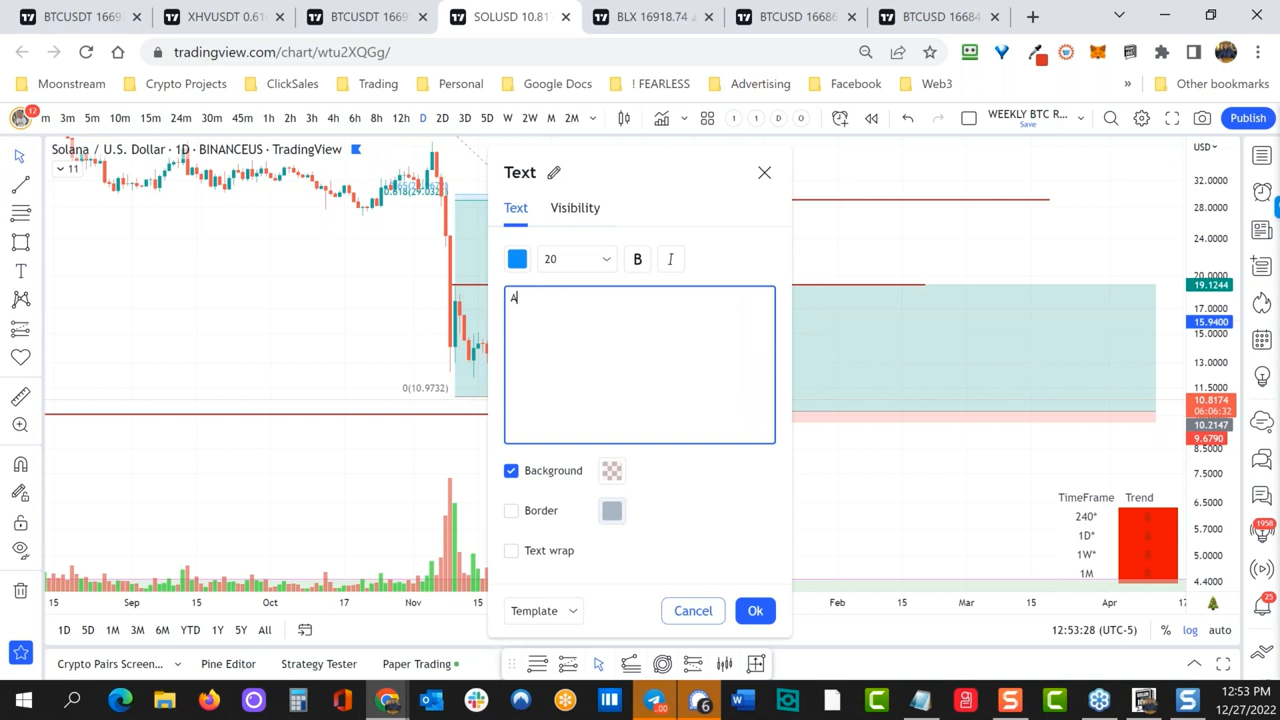 BTCUSDT 1669
XHVUSDT 0.61
BTCUSDT 1669
SOLUSD 10.81
BLX 16918.74
BTCUSD 16686
BTCUSD 16684
tradingview.com/chart/wtu2XQGg/
Moonstream
Crypto Projects
ClickSales
Trading
Personal
Google Docs
! FEARLESS
Advertising
Facebook
Web3
»
Other bookmarks
17
m 3m 5m 10m 15m 24m 30m 45m 1h 2h 3h 4h 6h 8h 12h D 2D 3D 5D W 2W M 2M
1 1 D O
WEEKLY BTC R...
Save
Publish
Solana / U.S. Dollar · 1D · BINANCEUS · TradingView
11
0(10.9732)
Text
Text Visibility
20
B I
A
Background
Border
Text wrap
Template
Cancel
Ok
USD
32.0000
28.0000
24.0000
20.0000
19.1244
17.0000
15.9400
15.0000
13.0000
11.5000
10.8174
06:06:32
10.2147
9.6790
8.5000
7.5000
6.5000
5.7000
5.0000
4.4000
TimeFrame Trend
240*
1D*
1W*
1M
1958
25
15 Sep 15 Oct 17 Nov 15 Feb 15 Mar 15 Apr 17
1D 5D 1M 3M 6M YTD 1Y 5Y All
12:53:28 (UTC-5)
% log auto
Crypto Pairs Screen...
Pine Editor
Strategy Tester
Paper Trading
6
12:53 PM
12/27/2022